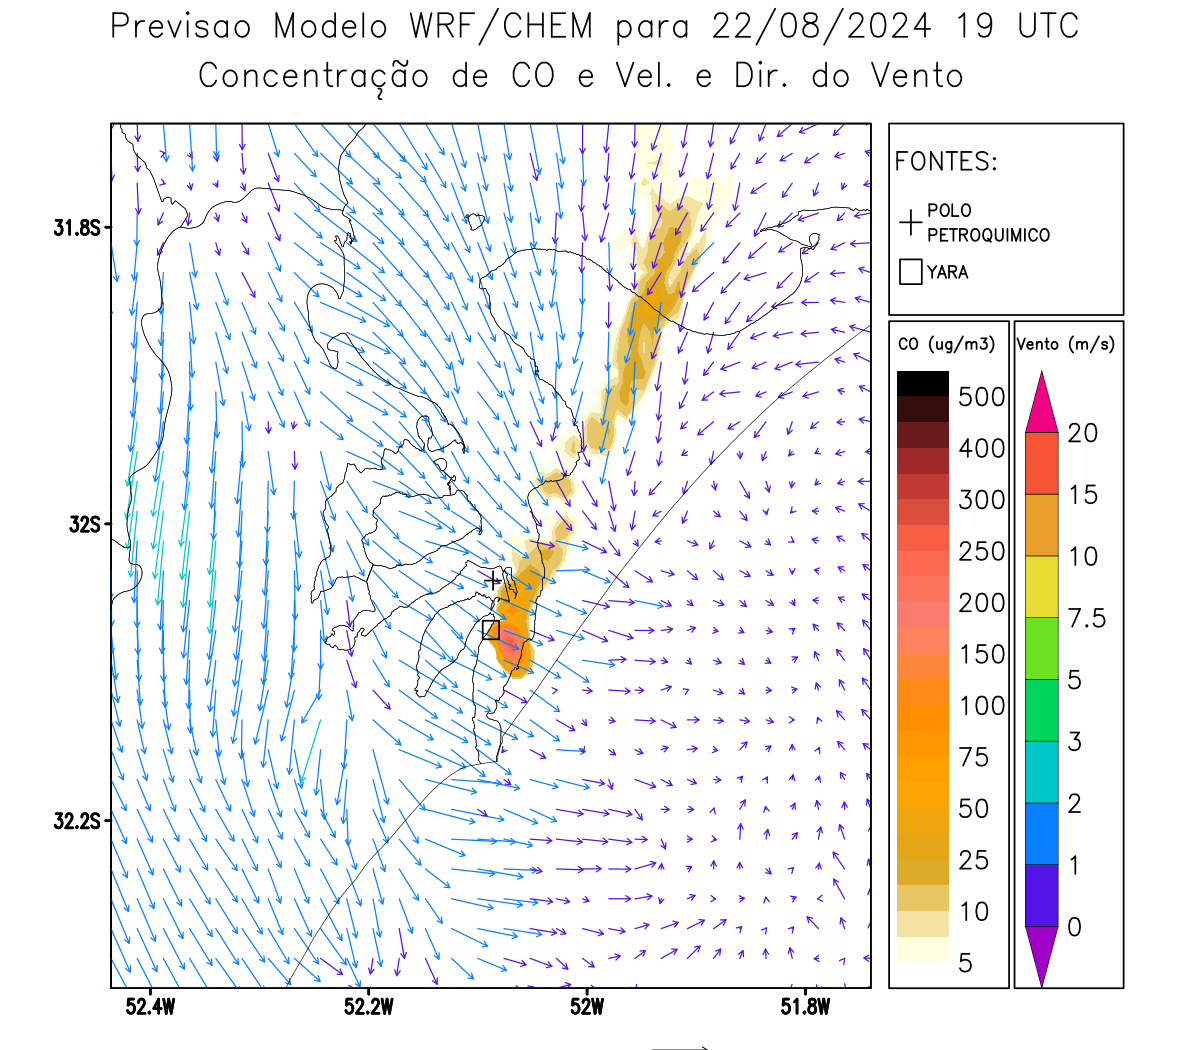 Previsao Modelo WRF/CHEM para 22/08/2024 19 UTC
Concentração de CO e Vel. e Dir. do Vento
FONTES:
POLO
PETROQUIMICO
YARA
CO (ug/m3)
500
400
300
250
200
150
100
75
50
25
10
5
Vento (m/s)
20
15
10
7.5
5
3
2
1
0
31.8S
32S
32.2S
52.4W
52.2W
52W
51.8W